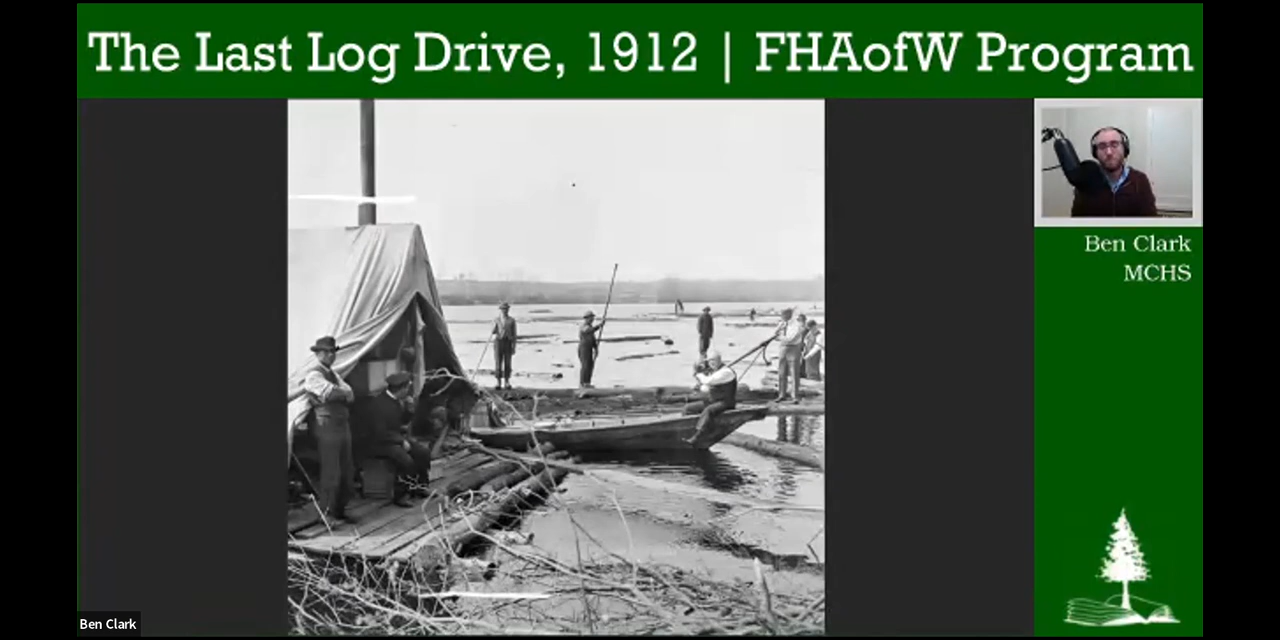 The Last Log Drive, 1912 | FHAofW Program
Ben Clark
MCHS
Ben Clark